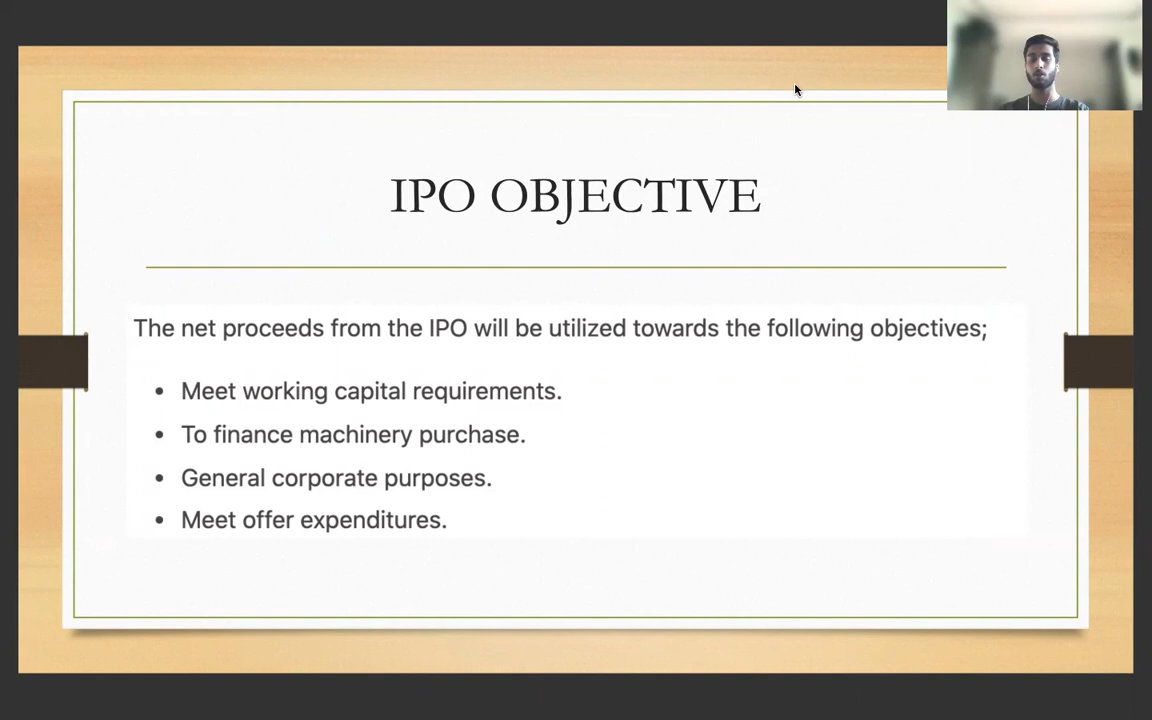 IPO OBJECTIVE
The net proceeds from the IPO will be utilized towards the following objectives;
• Meet working capital requirements.
• To finance machinery purchase.
• General corporate purposes.
• Meet offer expenditures.